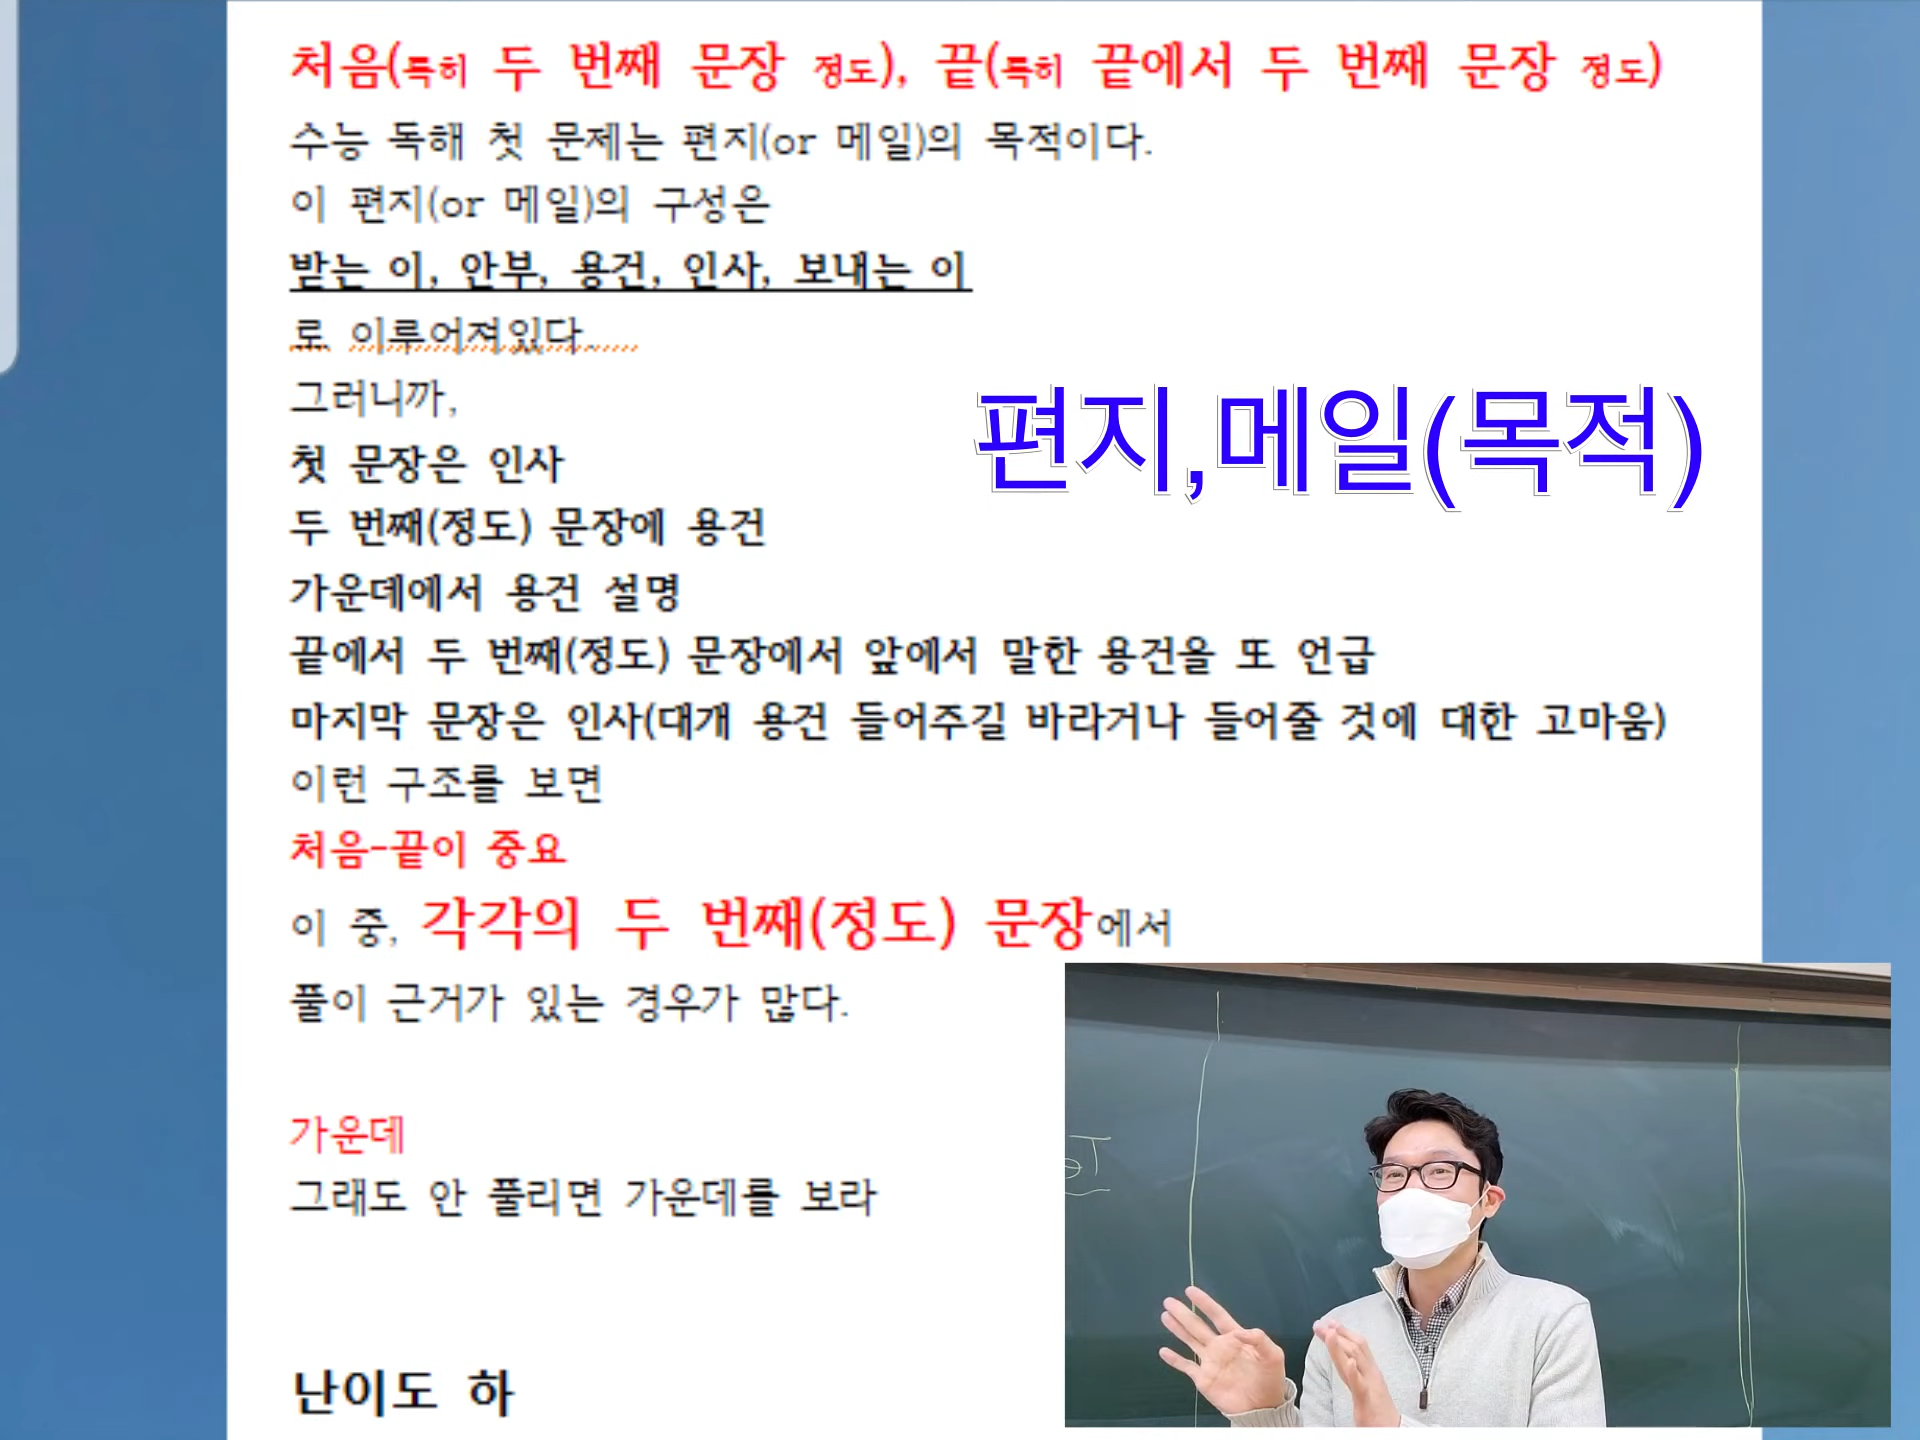 처음(특히 두 번째 문장 정도), 끝(특히 끝에서 두 번째 문장 정도)
수능 독해 첫 문제는 편지(or 메일)의 목적이다.
이 편지(or 메일)의 구성은
받는 이, 안부, 용건, 인사, 보내는 이
로 이루어져있다.
그러니까,
편지,메일(목적)
첫 문장은 인사
두 번째(정도) 문장에 용건
가운데에서 용건 설명
끝에서 두 번째(정도) 문장에서 앞에서 말한 용건을 또 언급
마지막 문장은 인사(대개 용건 들어주길 바라거나 들어줄 것에 대한 고마움)
이런 구조를 보면
처음-끝이 중요
이 중, 각각의 두 번째(정도) 문장에서
풀이 근거가 있는 경우가 많다.
가운데
그래도 안 풀리면 가운데를 보라
난이도 하